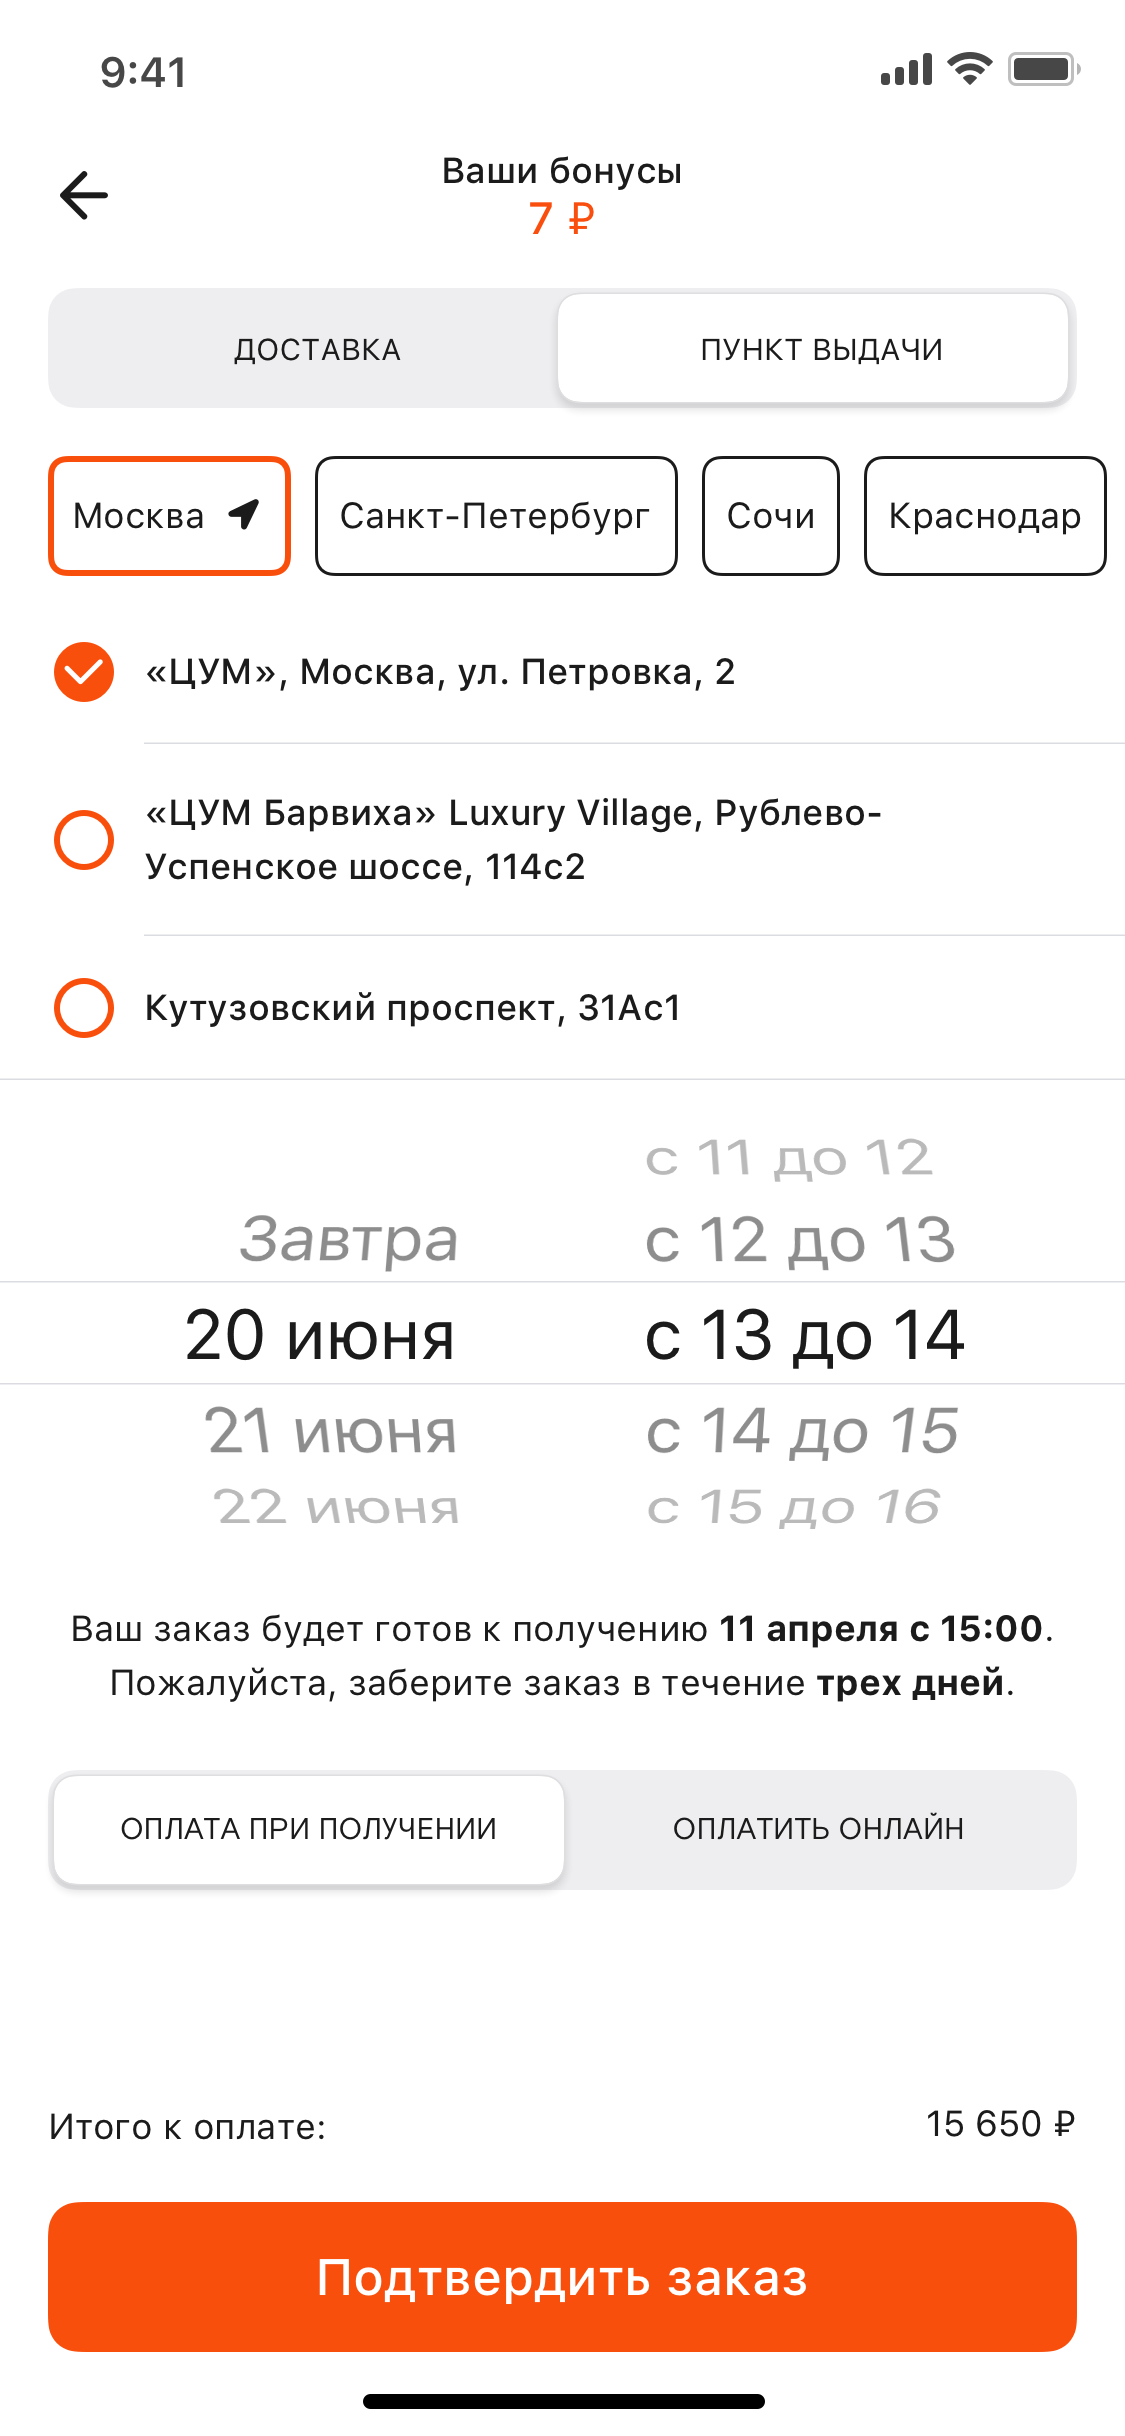 9:41
Ваши бонусы
7 ₽
ДОСТАВКА
ПУНКТ ВЫДАЧИ
Москва
Санкт-Петербург
Сочи
Краснодар
«ЦУМ», Москва, ул. Петровка, 2
«ЦУМ Барвиха» Luxury Village, Рублево-
Успенское шоссе, 114с2
Кутузовский проспект, 31Ас1
с 11 до 12
Завтра
с 12 до 13
20 июня
с 13 до 14
21 июня
с 14 до 15
22 июня
с 15 до 16
Ваш заказ будет готов к получению 11 апреля с 15:00.
Пожалуйста, заберите заказ в течение трех дней.
ОПЛАТА ПРИ ПОЛУЧЕНИИ
ОПЛАТИТЬ ОНЛАЙН
Итого к оплате:
15 650 ₽
Подтвердить заказ